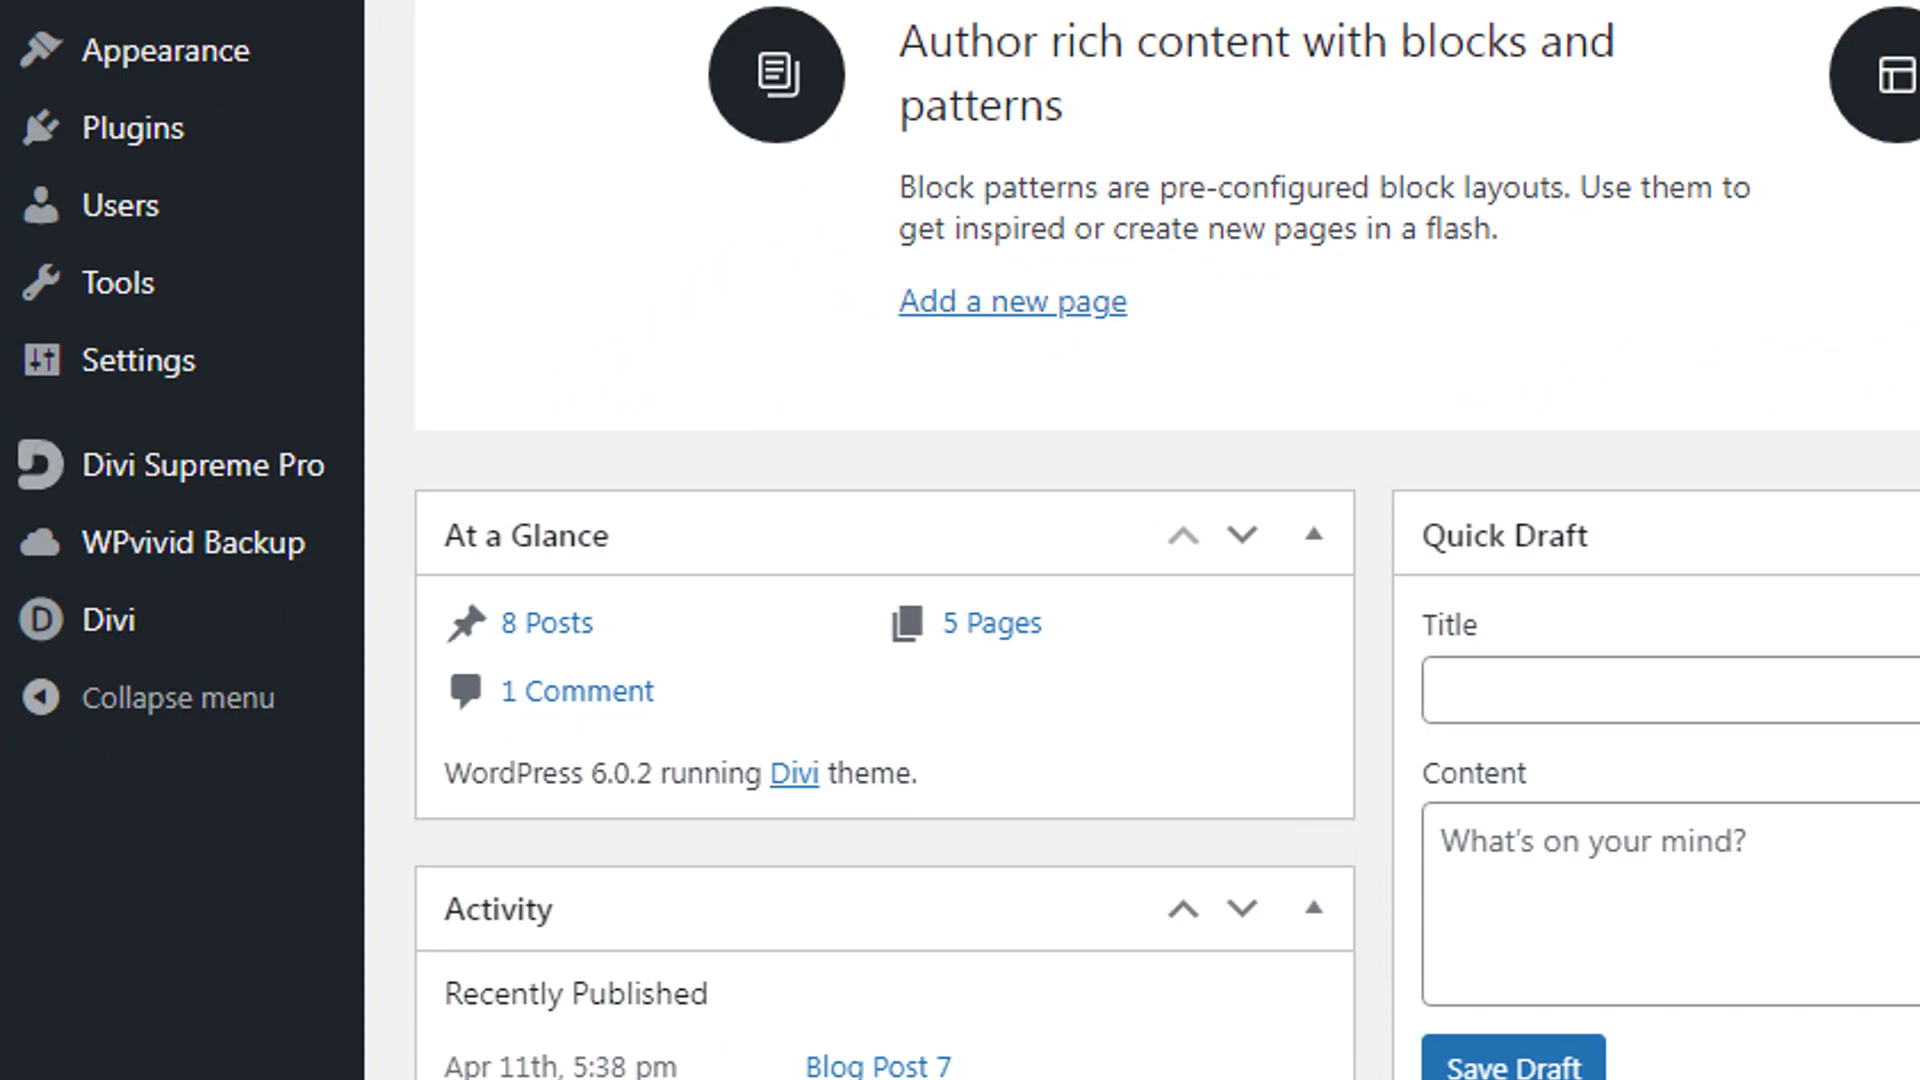 Appearance
Plugins
Users
Tools
Settings
Divi Supreme Pro
WPvivid Backup
Divi
Collapse menu
Author rich content with blocks and
patterns
Block patterns are pre-configured block layouts. Use them to
get inspired or create new pages in a flash.
Add a new page
At a Glance
8 Posts
5 Pages
1 Comment
WordPress 6.0.2 running Divi theme.
Activity
Recently Published
Apr 11th, 5:38 pm
Blog Post 7
Quick Draft
Title
Content
What's on your mind?
Save Draft